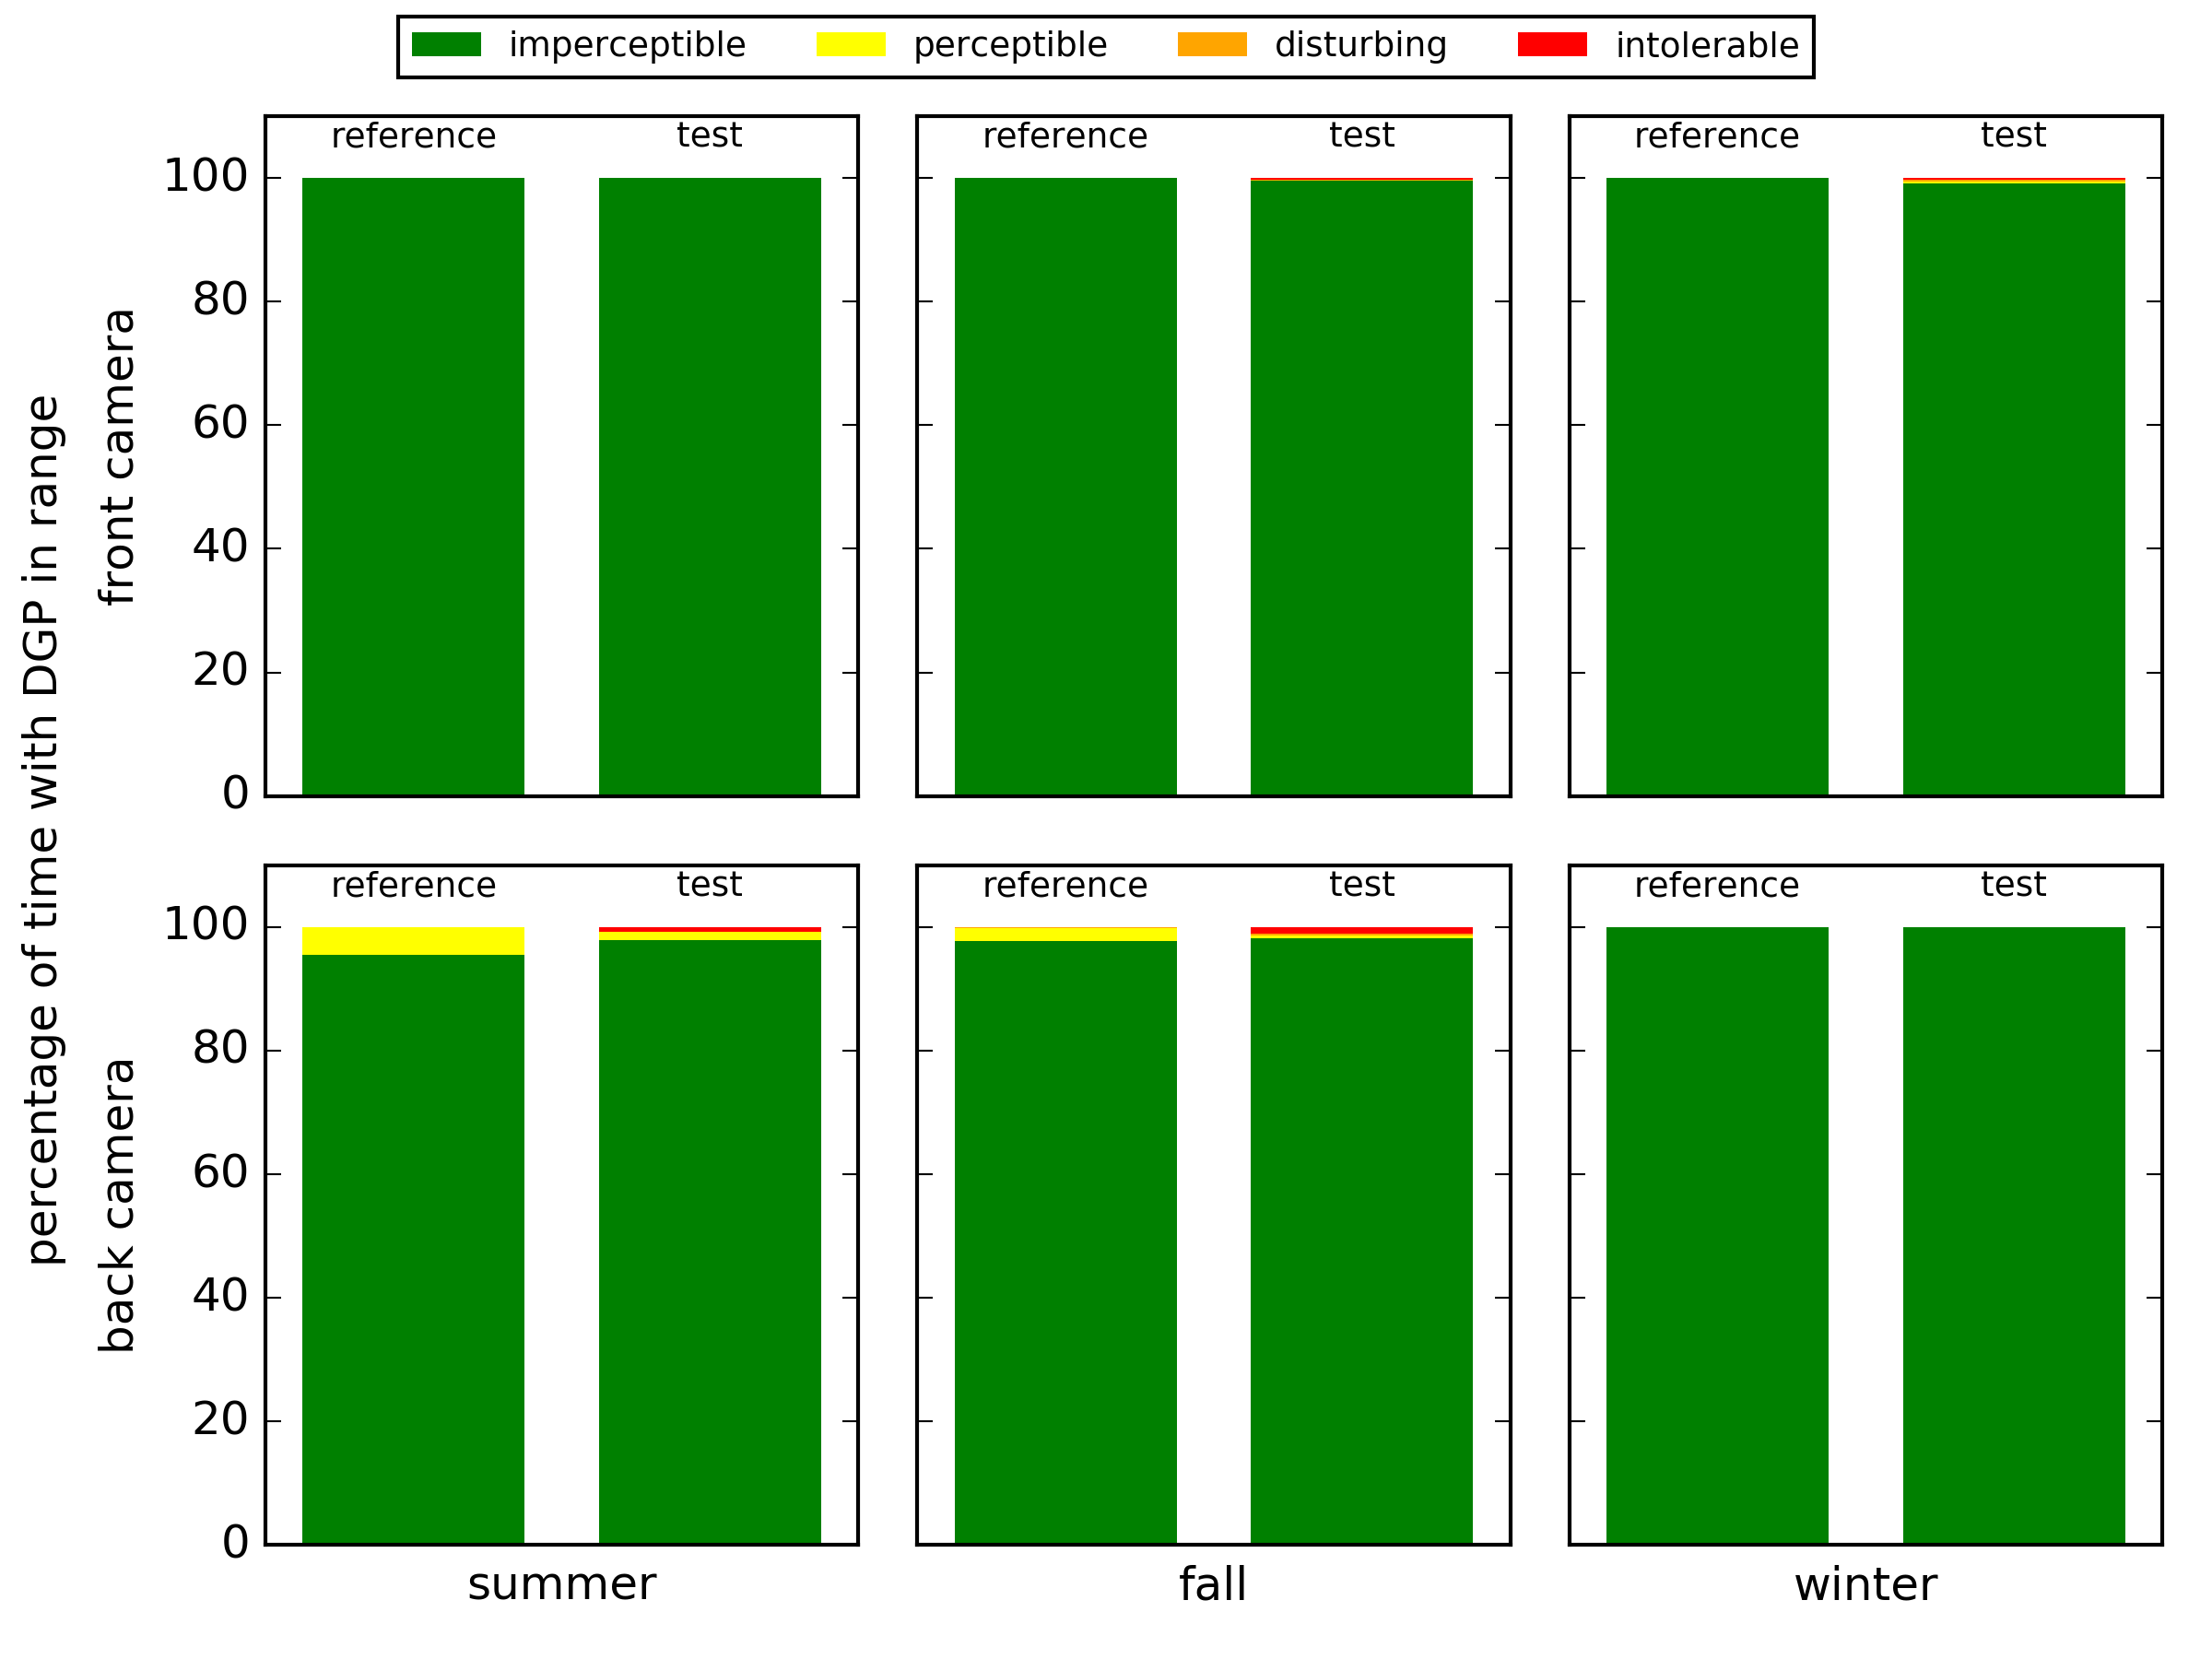 imperceptible perceptible disturbing intolerable
percentage of time with DGP in range
front camera
reference test reference test reference test
100
80
60
40
20
0
back camera
reference test reference test reference test
100
80
60
40
20
0
summer fall winter